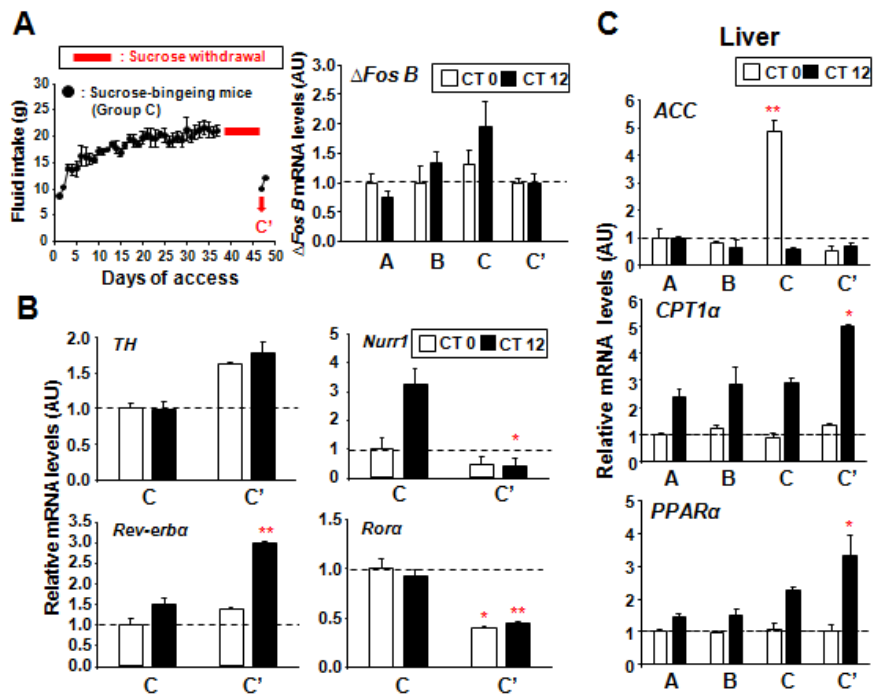 A
: Sucrose withdrawal
: Sucrose-bingeing mice
(Group C)
Fluid intake (g)
30
25
20
15
10
5
0
C'
0 5 10 15 20 25 30 35 40 45 50
Days of access
ΔFos B
CT 0 CT 12
ΔFos B mRNA levels (AU)
3.0
2.5
2.0
1.5
1.0
0.5
0.0
A B C C'
B
Relative mRNA levels (AU)
TH
2.0
1.5
1.0
0.5
0.0
C C'
Nurr1
CT 0 CT 12
5
4
3
2
1
0
*
C C'
Rev-erbα
3.5
3.0
2.5
2.0
1.5
1.0
0.5
0.0
**
C C'
Rorα
1.5
1.0
0.5
0
* **
C C'
C
Liver
CT 0 CT 12
Relative mRNA levels (AU)
ACC
6
5
4
2
1
0
**
A B C C'
CPT1α
6
5
3
2
1
0
*
A B C C'
PPARα
5
4
2
1
0
*
A B C C'